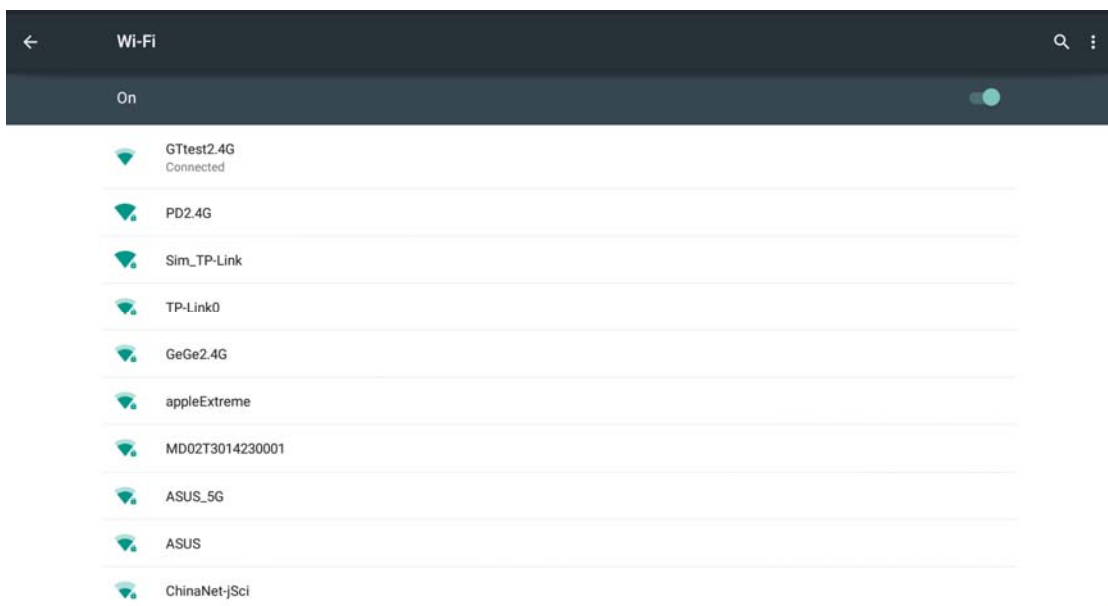 Wi-Fi
On
GTtest2.4G
Connected
PD2.4G
Sim_TP-Link
TP-Link0
GeGe2.4G
appleExtreme
MD02T3014230001
ASUS_5G
ASUS
ChinaNet-jSci